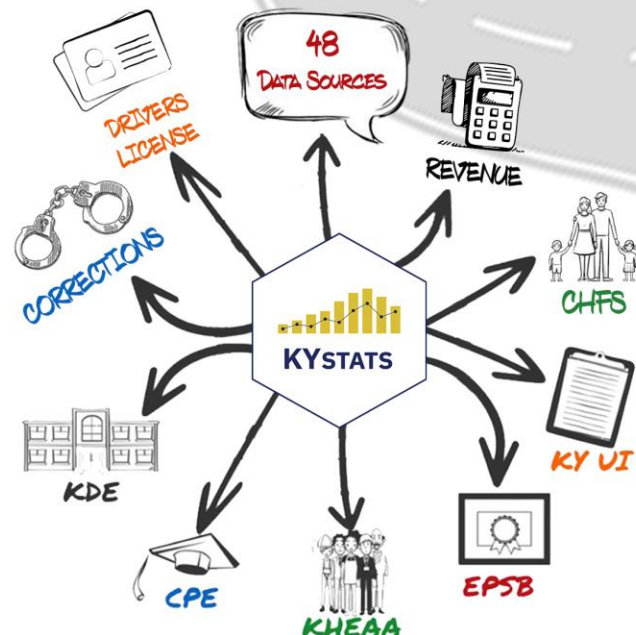 48
DATA SOURCES
DRIVERS
LICENSE
REVENUE
CORRECTIONS
CHFS
KYSTATS
KDE
KY UI
CPE
EPSB
KHEAA